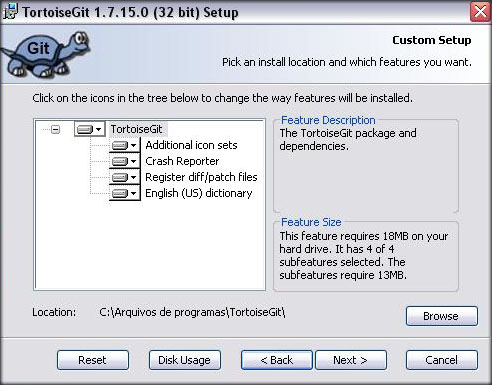 TortoiseGit 1.7.15.0 (32 bit) Setup
Git
Custom Setup
Pick an install location and which features you want.
Click on the icons in the tree below to change the way features will be installed.
TortoiseGit
Additional icon sets
Crash Reporter
Register diff/patch files
English (US) dictionary
Feature Description
The TortoiseGit package and
dependencies.
Feature Size
This feature requires 18MB on your
hard drive. It has 4 of 4
subfeatures selected. The
subfeatures require 13MB.
Location: C:\Arquivos de programas\TortoiseGit\
Browse
Reset Disk Usage < Back Next > Cancel